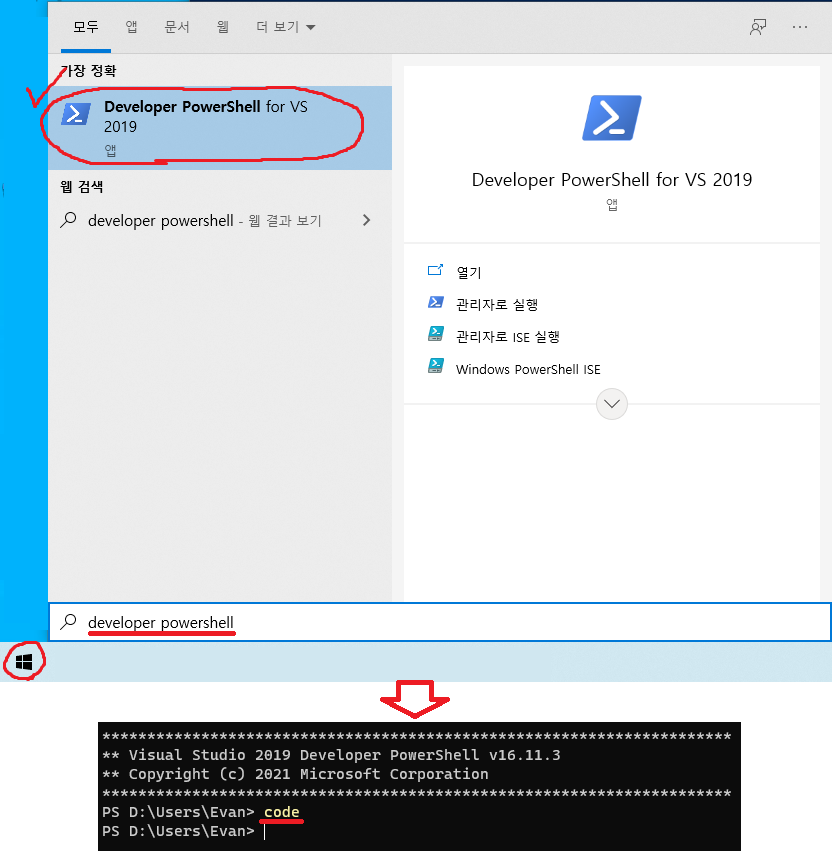 모두 앱 문서 웹 더 보기
가장 정확
Developer PowerShell for VS
2019
앱
웹 검색
developer powershell - 웹 결과 보기
Developer PowerShell for VS 2019
앱
열기
관리자로 실행
관리자로 ISE 실행
Windows PowerShell ISE
developer powershell
**********************************************************************
** Visual Studio 2019 Developer PowerShell v16.11.3
** Copyright (c) 2021 Microsoft Corporation
**********************************************************************
PS D:\Users\Evan> code
PS D:\Users\Evan>